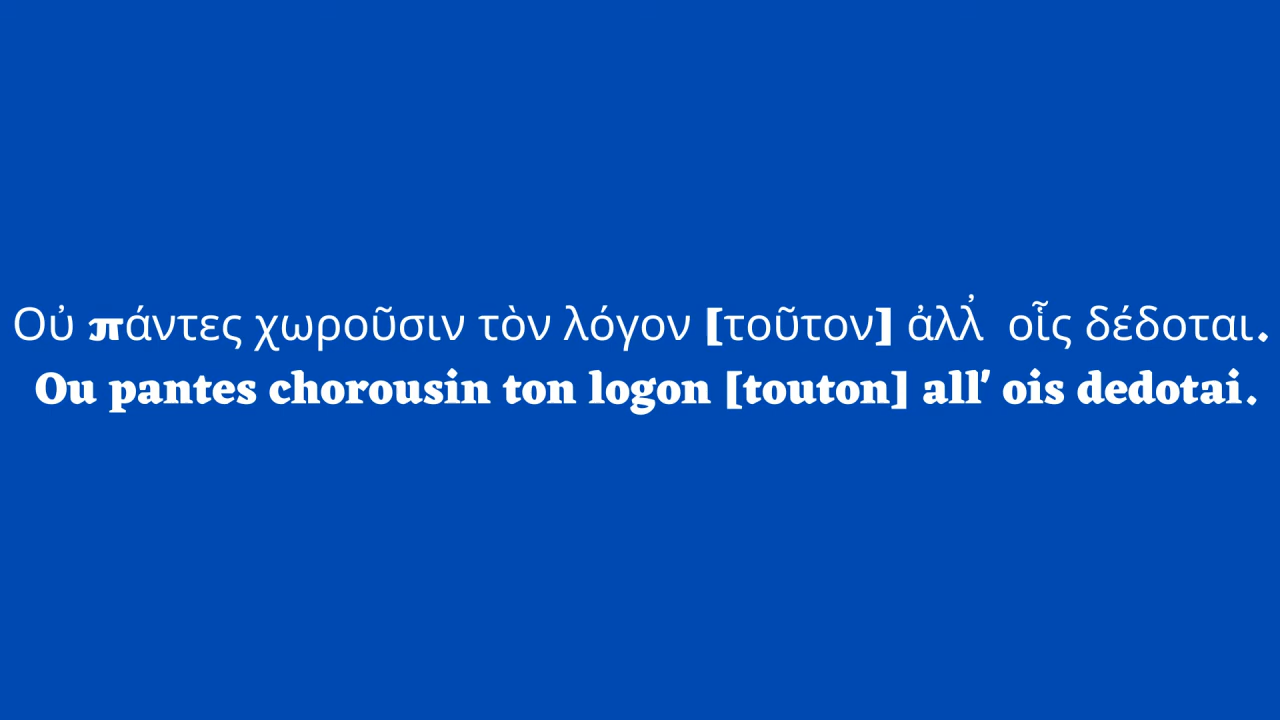 Οὐ πάντες χωροῦσιν τὸν λόγον [τοῦτον] ἀλλ̓ οἷς δέδοται.
Ou pantes chorousin ton logon [touton] all' ois dedotai.